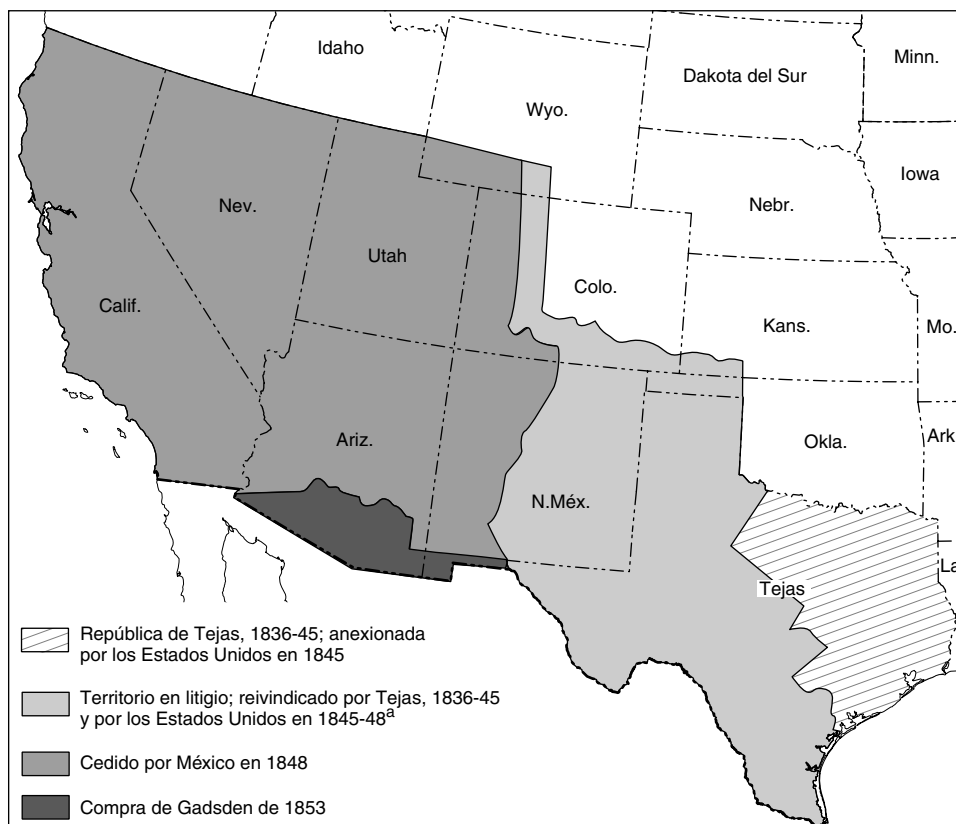 Idaho
Wyo.
Dakota del Sur
Minn.
Iowa
Nev.
Utah
Nebr.
Calif.
Colo.
Kans.
Mo.
Ariz.
N.Méx.
Okla.
Ark
Tejas
La
República de Tejas, 1836-45; anexionada
por los Estados Unidos en 1845
Territorio en litigio; reivindicado por Tejas, 1836-45
y por los Estados Unidos en 1845-48a
Cedido por México en 1848
Compra de Gadsden de 1853